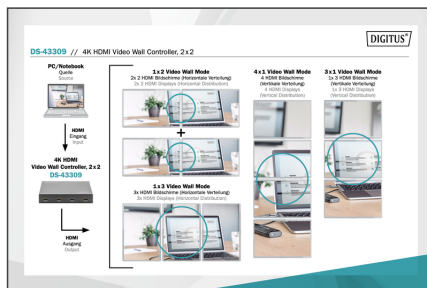 DIGITUS®
DS-43309 // 4K HDMI Video Wall Controller, 2x2
PC/Notebook
Quelle
Source
HDMI
Eingang
Input
4K HDMI
Video Wall Controller, 2x2
DS-43309
HDMI
Ausgang
Output
1x2 Video Wall Mode
2x 2 HDMI Bildschirme (Horizontale Verteilung)
2x 2 HDMI Displays (Horizontal Distribution)
+
1x3 Video Wall Mode
3x HDMI Bildschirme (Horizontale Verteilung)
3x HDMI Displays (Horizontal Distribution)
4x1 Video Wall Mode
4 HDMI Bildschirme
(Vertikale Verteilung)
4 HDMI Displays
(Vertical Distribution)
3x1 Video Wall Mode
1x 3 HDMI Bildschirme
(Vertikale Verteilung)
1x 3 HDMI Displays
(Vertical Distribution)